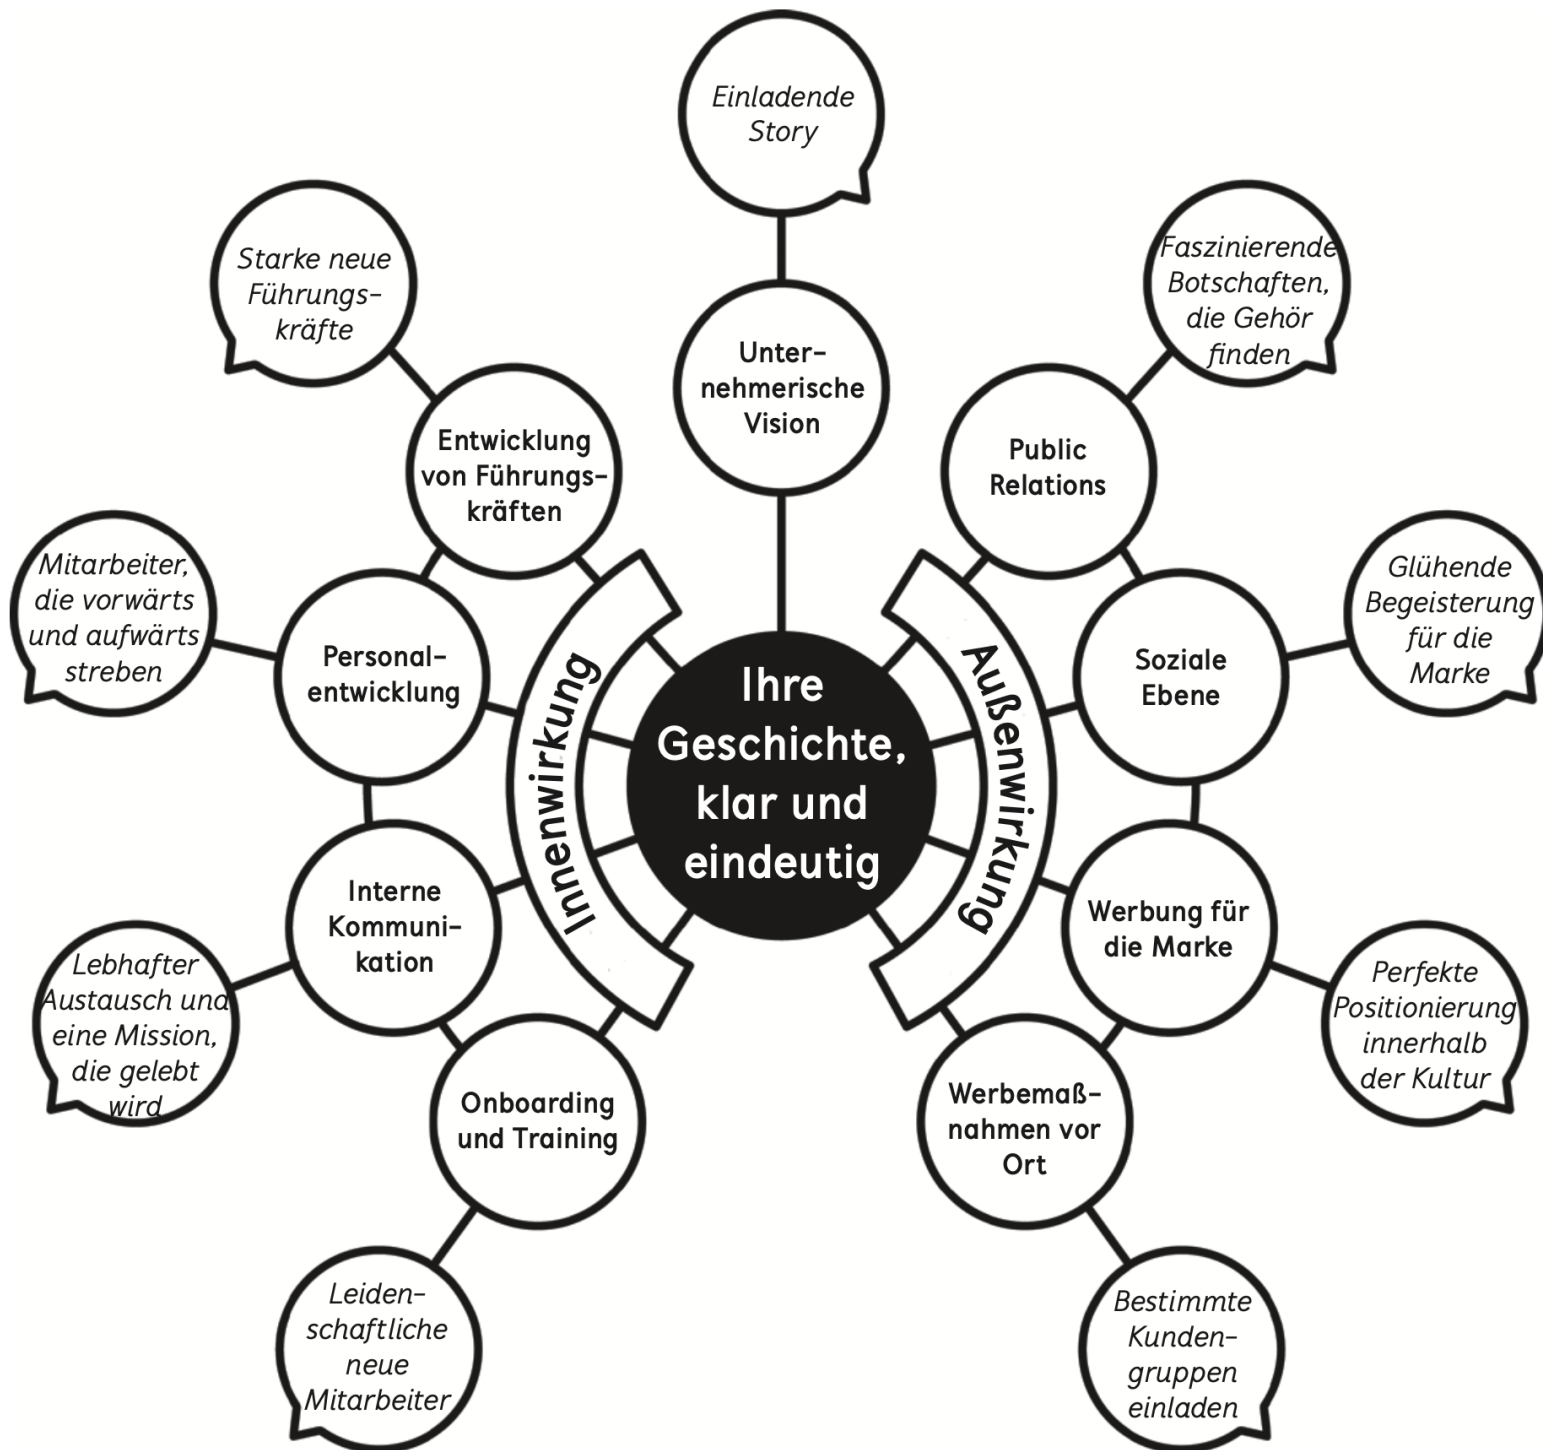 Einladende
Story
Unter-
nehmerische
Vision
Starke neue
Führungs-
kräfte
Entwicklung
von Führungs-
kräften
Mitarbeiter,
die vorwärts
und aufwärts
streben
Personal-
entwicklung
Lebhafter
Austausch und
eine Mission,
die gelebt
wird
Interne
Kommuni-
kation
Leiden-
schaftliche
neue
Mitarbeiter
Onboarding
und Training
Innenwirkung
Ihre
Geschichte,
klar und
eindeutig
Außenwirkung
Faszinierende
Botschaften,
die Gehör
finden
Public
Relations
Glühende
Begeisterung
für die
Marke
Soziale
Ebene
Perfekte
Positionierung
innerhalb
der Kultur
Werbung für
die Marke
Bestimmte
Kunden-
gruppen
einladen
Werbemaß-
nahmen vor
Ort